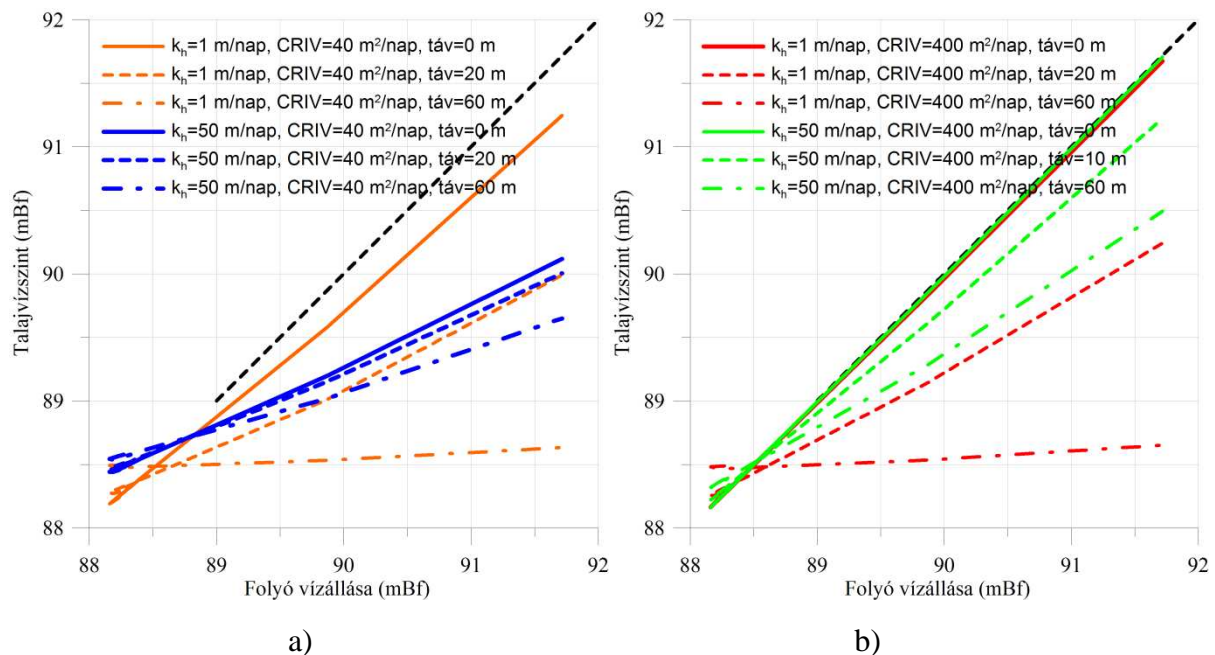 92
91
90
89
88
Talajvízszint (mBf)
kh=1 m/nap, CRIV=40 m²/nap, táv=0 m
kh=1 m/nap, CRIV=40 m²/nap, táv=20 m
kh=1 m/nap, CRIV=40 m²/nap, táv=60 m
kh=50 m/nap, CRIV=40 m²/nap, táv=0 m
kh=50 m/nap, CRIV=40 m²/nap, táv=20 m
kh=50 m/nap, CRIV=40 m²/nap, táv=60 m
88 89 90 91 92
Folyó vízállása (mBf)
a)
92
91
90
89
88
Talajvízszint (mBf)
kh=1 m/nap, CRIV=400 m²/nap, táv=0 m
kh=1 m/nap, CRIV=400 m²/nap, táv=20 m
kh=1 m/nap, CRIV=400 m²/nap, táv=60 m
kh=50 m/nap, CRIV=400 m²/nap, táv=0 m
kh=50 m/nap, CRIV=400 m²/nap, táv=10 m
kh=50 m/nap, CRIV=400 m²/nap, táv=60 m
88 89 90 91 92
Folyó vízállása (mBf)
b)